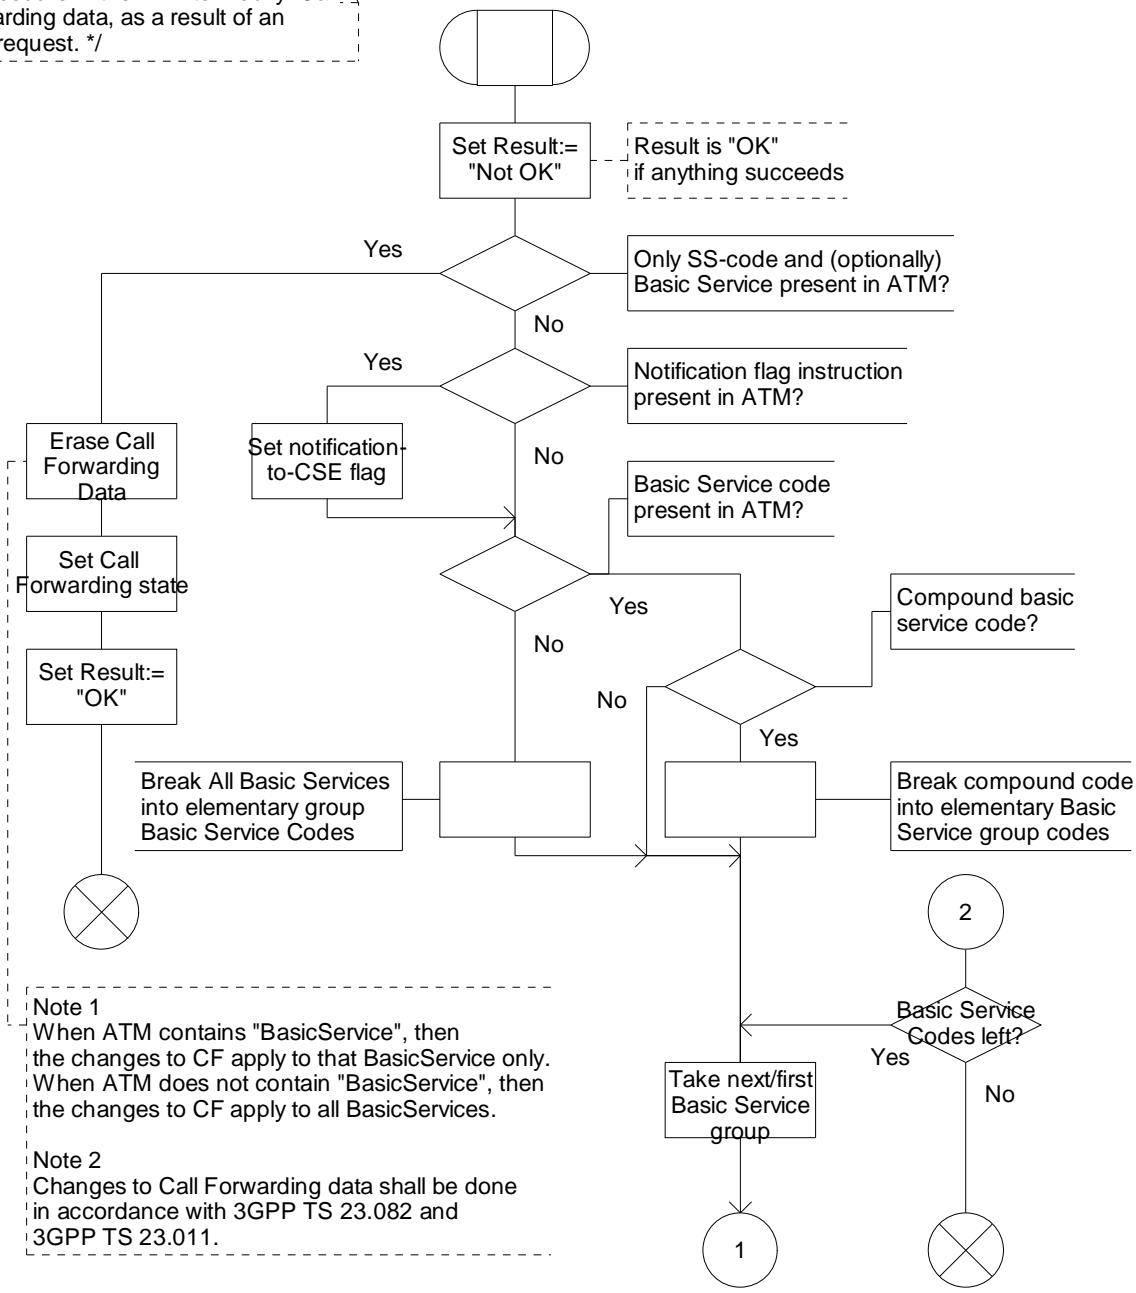 arding data, as a result of an
request. */
Set Result:=
"Not OK"
Result is "OK"
if anything succeeds
Yes
Only SS-code and (optionally)
Basic Service present in ATM?
No
Yes
Notification flag instruction
present in ATM?
Erase Call
Forwarding
Data
Set notification-
to-CSE flag
No
Basic Service code
present in ATM?
Set Call
Forwarding state
Yes
Compound basic
service code?
No
Set Result:=
"OK"
No
Yes
Break All Basic Services
into elementary group
Basic Service Codes
Break compound code
into elementary Basic
Service group codes
2
Note 1
When ATM contains "BasicService", then
the changes to CF apply to that BasicService only.
When ATM does not contain "BasicService", then
the changes to CF apply to all BasicServices.
Basic Service
Codes left?
Yes
Take next/first
Basic Service
group
No
Note 2
Changes to Call Forwarding data shall be done
in accordance with 3GPP TS 23.082 and
3GPP TS 23.011.
1